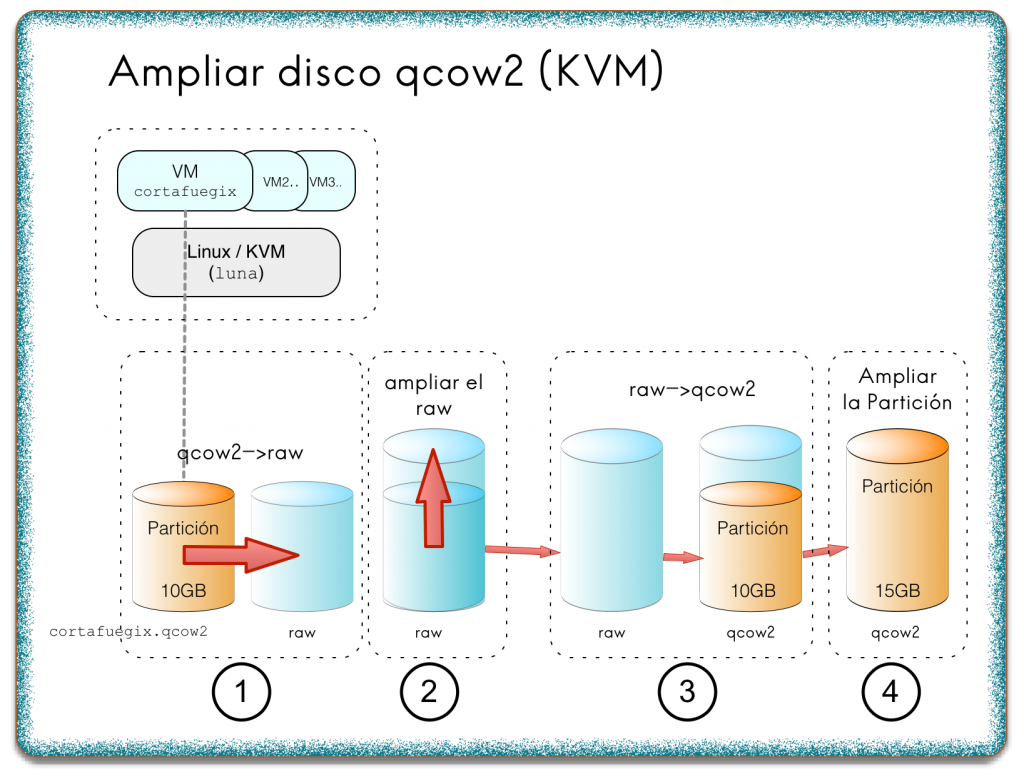 Ampliar disco qcow2 (KVM)
VM
cortafuegix
VM2..
VM3..
Linux / KVM
(luna)
qcow2->raw
Partición
10GB
cortafuegix.qcow2
raw
1
ampliar el
raw
raw
2
raw->qcow2
raw
Partición
10GB
qcow2
3
Ampliar
la Partición
Partición
15GB
qcow2
4